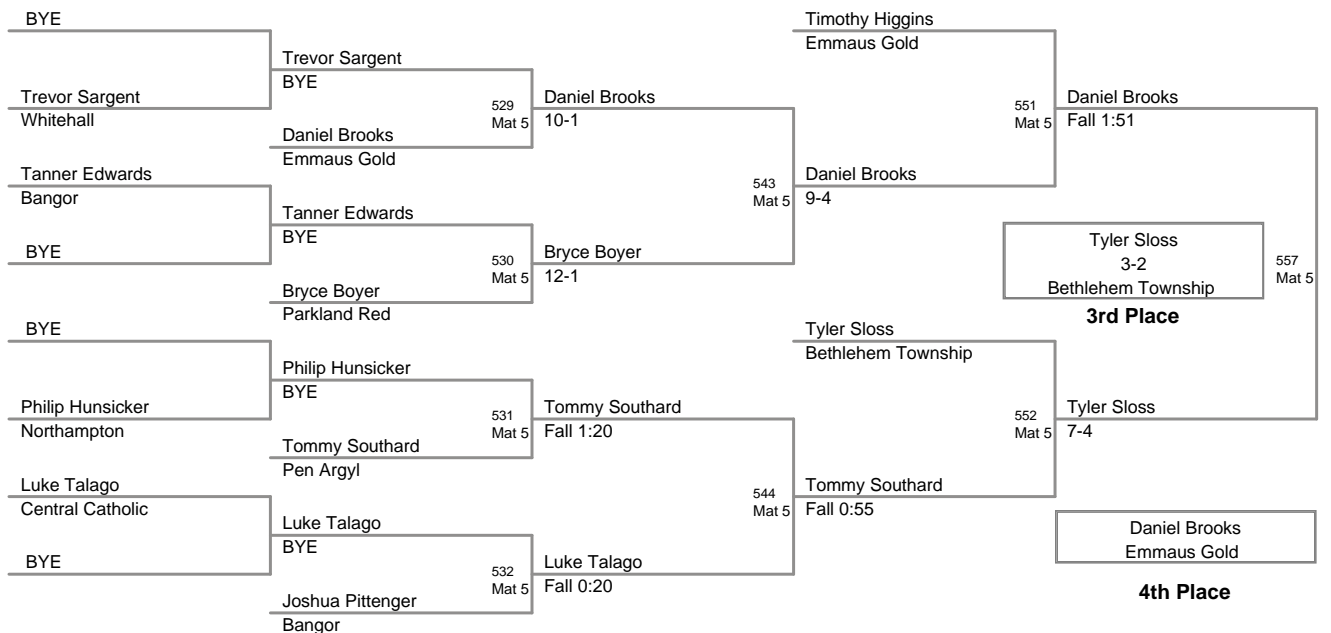 BYE
Timothy Higgins
Emmaus Gold
Trevor Sargent
BYE
Trevor Sargent
Whitehall
529
Mat 5
Daniel Brooks
10-1
551
Mat 5
Daniel Brooks
Fall 1:51
Daniel Brooks
Emmaus Gold
Tanner Edwards
Bangor
543
Mat 5
Daniel Brooks
9-4
Tanner Edwards
BYE
BYE
530
Mat 5
Bryce Boyer
12-1
Tyler Sloss
3-2
Bethlehem Township
557
Mat 5
Bryce Boyer
Parkland Red
3rd Place
BYE
Tyler Sloss
Bethlehem Township
Philip Hunsicker
BYE
Philip Hunsicker
Northampton
531
Mat 5
Tommy Southard
Fall 1:20
552
Mat 5
Tyler Sloss
7-4
Tommy Southard
Pen Argyl
Luke Talago
Central Catholic
544
Mat 5
Tommy Southard
Fall 0:55
Luke Talago
BYE
Daniel Brooks
Emmaus Gold
BYE
532
Mat 5
Luke Talago
Fall 0:20
4th Place
Joshua Pittenger
Bangor